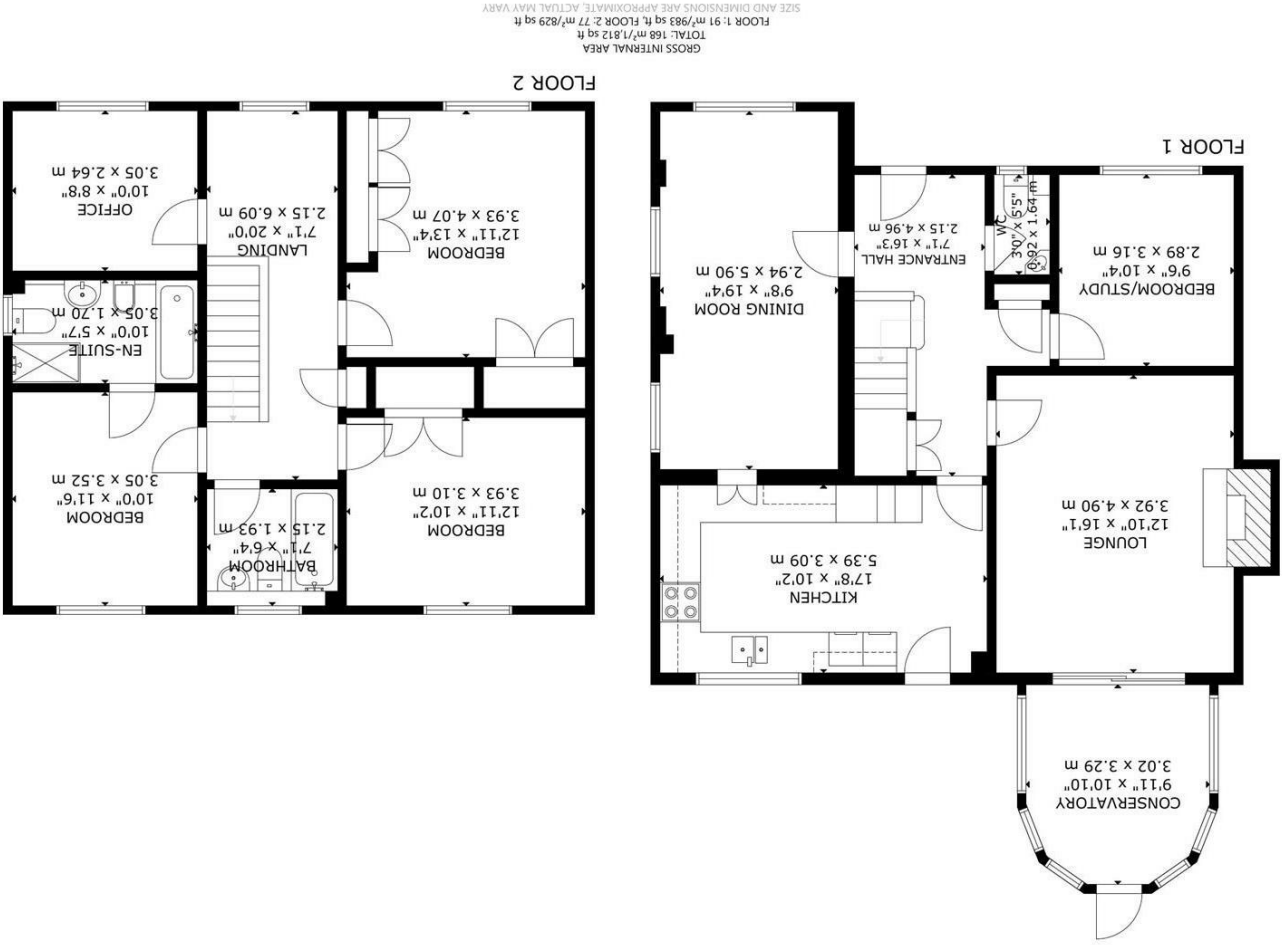 FLOOR 1
CONSERVATORY
9'11" x 10'10"
3.02 x 3.29 m
LOUNGE
12'10" x 16'1"
3.92 x 4.90 m
KITCHEN
17'8" x 10'2"
5.39 x 3.09 m
BEDROOM/STUDY
9'6" x 10'4"
2.89 x 3.16 m
WC
3'0" x 5'5"
0.92 x 1.64 m
ENTRANCE HALL
7'1" x 16'3"
2.15 x 4.96 m
DINING ROOM
9'8" x 19'4"
2.94 x 5.90 m
FLOOR 2
BEDROOM
12'11" x 10'2"
3.93 x 3.10 m
BATHROOM
7'1" x 6'4"
2.15 x 1.93 m
BEDROOM
10'0" x 11'6"
3.05 x 3.52 m
EN-SUITE
10'0" x 5'7"
3.05 x 1.70 m
BEDROOM
12'11" x 13'4"
3.93 x 4.07 m
LANDING
7'1" x 20'0"
2.15 x 6.09 m
OFFICE
10'0" x 8'8"
3.05 x 2.64 m
GROSS INTERNAL AREA
TOTAL: 168 m²/1,812 sq ft
FLOOR 1: 91 m²/983 sq ft, FLOOR 2: 77 m²/829 sq ft
SIZE AND DIMENSIONS ARE APPROXIMATE, ACTUAL MAY VARY